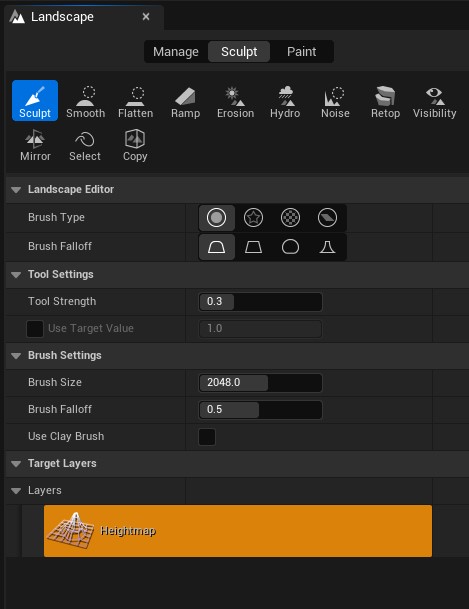 Landscape
Manage Sculpt Paint
Sculpt Smooth Flatten Ramp Erosion Hydro Noise Retop Visibility
Mirror Select Copy
Landscape Editor
Brush Type
Brush Falloff
Tool Settings
Tool Strength 0.3
Use Target Value 1.0
Brush Settings
Brush Size 2048.0
Brush Falloff 0.5
Use Clay Brush
Target Layers
Layers
Heightmap